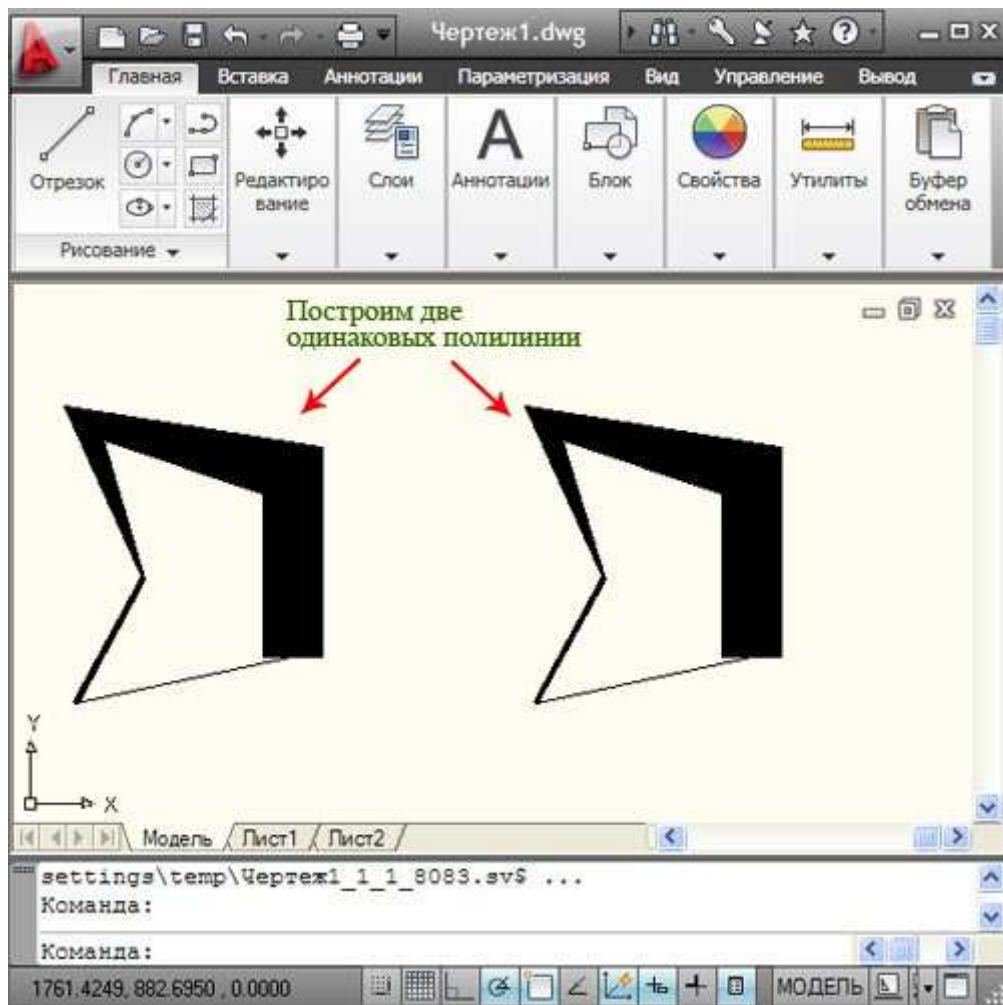 Чертеж1.dwg
Главная Вставка Аннотации Параметризация Вид Управление Вывод
Отрезок
Редактиро
вание
Слои
Аннотации
Блок
Свойства
Утилиты
Буфер
обмена
Рисование
Построим две
одинаковых полилинии
Y
X
Модель Лист1 Лист2
settings\temp\Чертеж1_1_1_8083.sv$ ...
Команда:
Команда:
1761.4249, 882.6950, 0.0000 МОДЕЛЬ